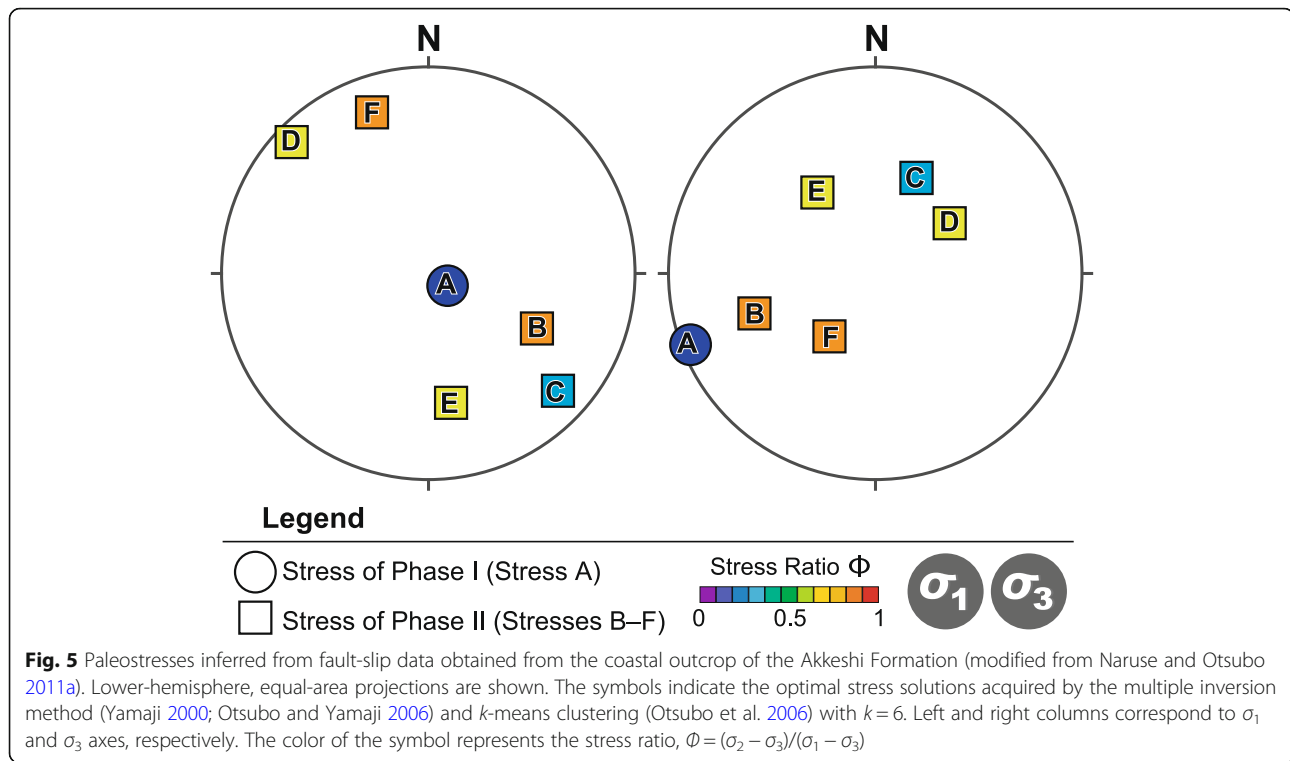 N
N
F
D
A
B
E
C
E
C
D
B
F
A
Legend
Stress of Phase I (Stress A)
Stress of Phase II (Stresses B–F)
Stress Ratio Φ
0 0.5 1
σ1 σ3
Fig. 5 Paleostresses inferred from fault-slip data obtained from the coastal outcrop of the Akkeshi Formation (modified from Naruse and Otsubo
2011a). Lower-hemisphere, equal-area projections are shown. The symbols indicate the optimal stress solutions acquired by the multiple inversion
method (Yamaji 2000; Otsubo and Yamaji 2006) and k-means clustering (Otsubo et al. 2006) with k = 6. Left and right columns correspond to σ1
and σ3 axes, respectively. The color of the symbol represents the stress ratio, Φ = (σ2 − σ3)/(σ1 − σ3)